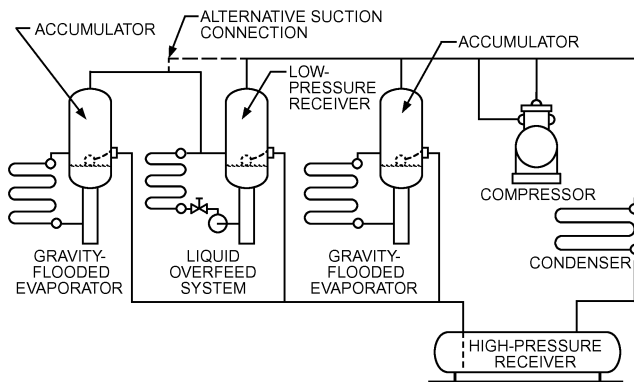 ALTERNATIVE SUCTION
CONNECTION
ACCUMULATOR
ACCUMULATOR
LOW-
PRESSURE
RECEIVER
COMPRESSOR
GRAVITY-
FLOODED
EVAPORATOR
LIQUID
OVERFEED
SYSTEM
GRAVITY-
FLOODED
EVAPORATOR
CONDENSER
HIGH-PRESSURE
RECEIVER